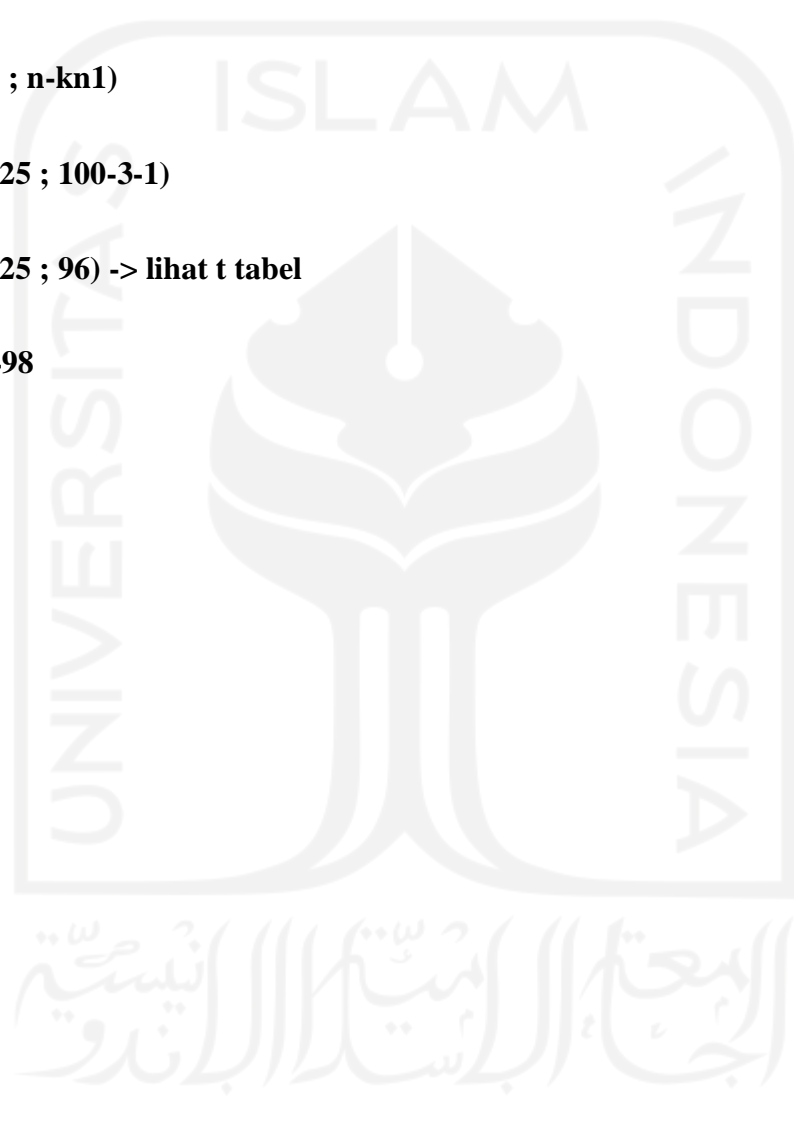 ; n-kn1)
25 ; 100-3-1)
25 ; 96) -> lihat t tabel
98
ISLAM
UNIVERSITAS
INDONESIA